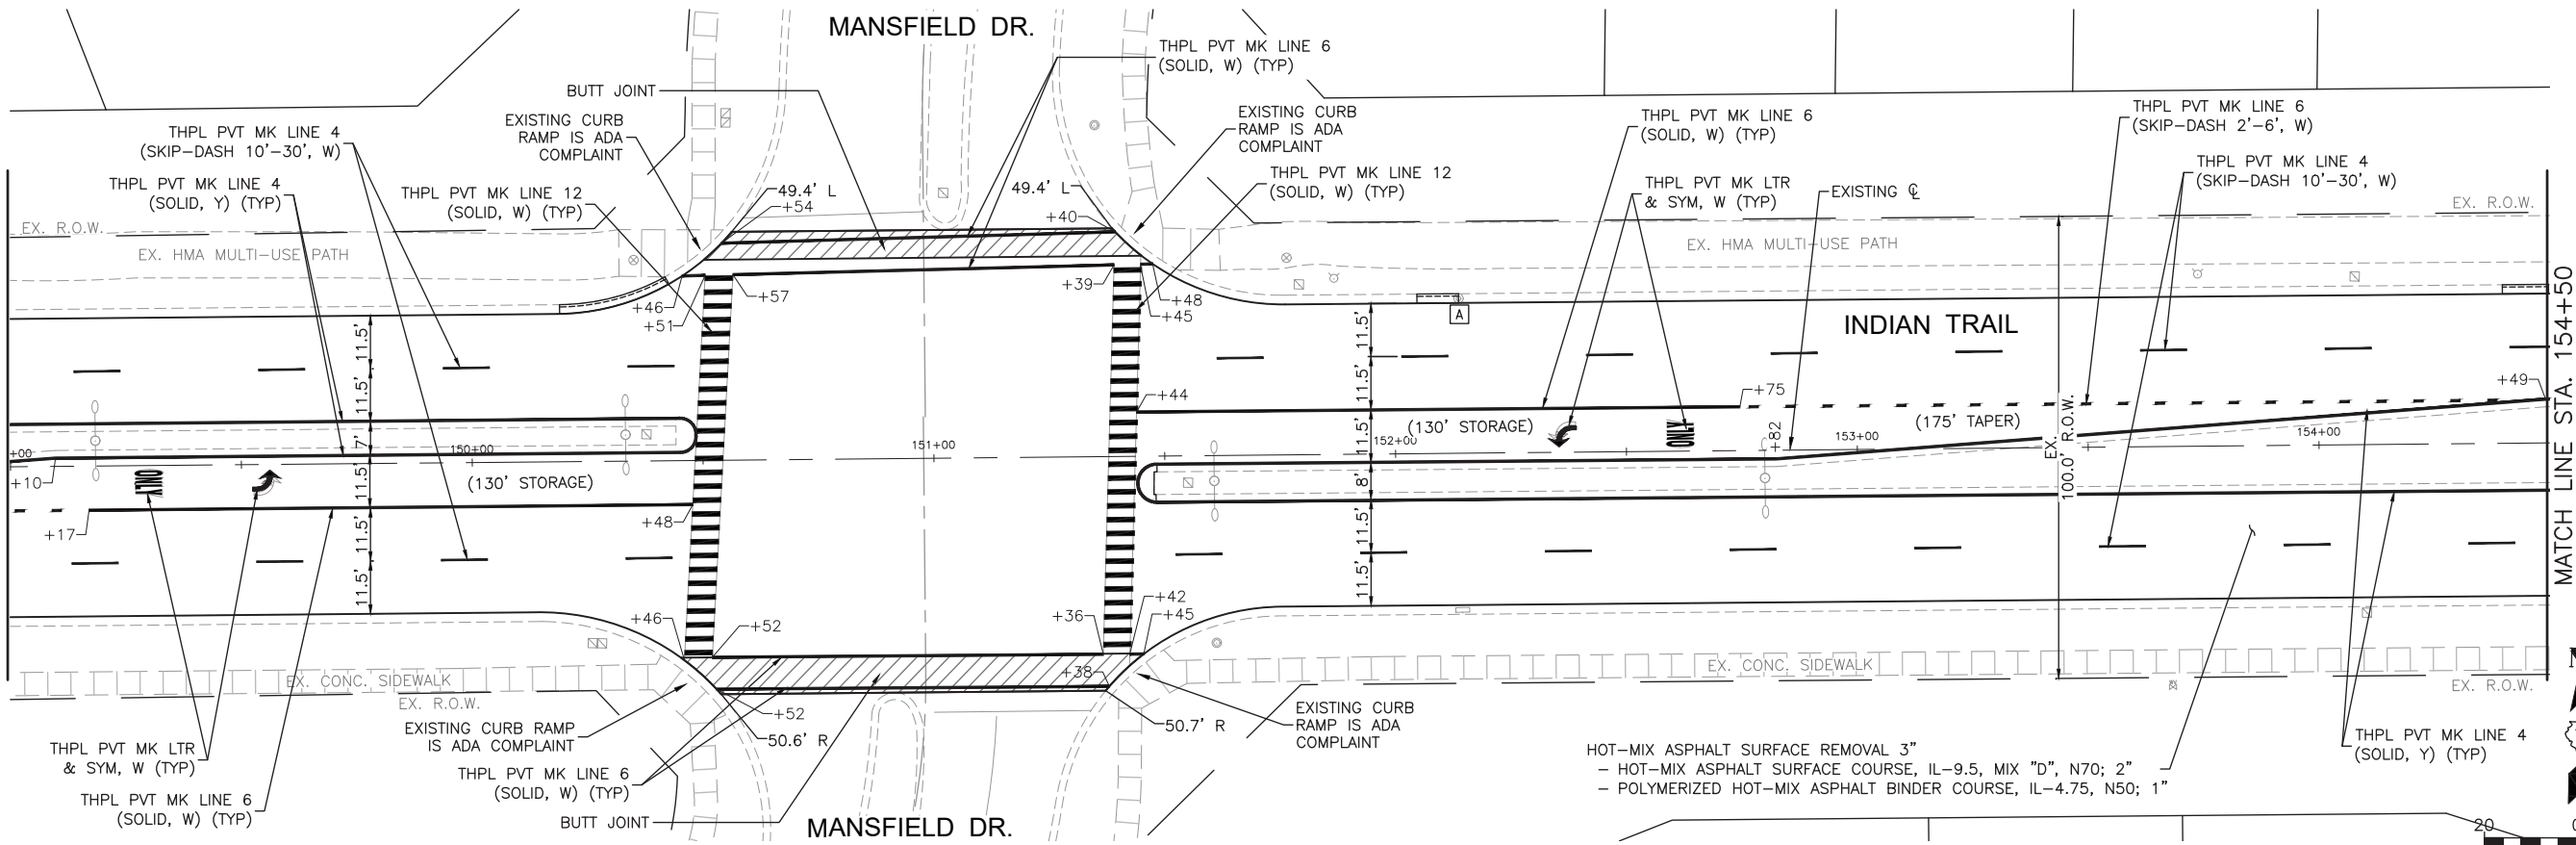 MANSFIELD DR.
THPL PVT MK LINE 6
(SOLID, W) (TYP)
BUTT JOINT
EXISTING CURB
RAMP IS ADA
COMPLAINT
THPL PVT MK LINE 4
(SKIP-DASH 10'-30', W)
THPL PVT MK LINE 4
(SOLID, Y) (TYP)
THPL PVT MK LINE 12
(SOLID, W) (TYP)
49.4' L
+54
49.4' L
+40
EXISTING CURB
RAMP IS ADA
COMPLAINT
THPL PVT MK LINE 12
(SOLID, W) (TYP)
THPL PVT MK LINE 6
(SOLID, W) (TYP)
THPL PVT MK LTR
& SYM, W (TYP)
EXISTING ℄
THPL PVT MK LINE 6
(SKIP-DASH 2'-6', W)
THPL PVT MK LINE 4
(SKIP-DASH 10'-30', W)
EX. R.O.W.
EX. HMA MULTI-USE PATH
EX. R.O.W.
EX. HMA MULTI-USE PATH
+46
+51
+57
+39
+48
+45
A
INDIAN TRAIL
MATCH LINE STA. 154+50
11.5'
11.5'
7'
11.5'
11.5'
11.5'
11.5'
11.5'
11.5'
8'
11.5'
11.5'
+44
+75
+49
+00
+10
+17
ONLY
150+00
(130' STORAGE)
+48
151+00
152+00
(130' STORAGE)
ONLY
+82
153+00
(175' TAPER)
154+00
EX.
100.0' R.O.W.
+46
+52
+36
+42
+45
+38
+52
50.6' R
50.7' R
EX. CONC. SIDEWALK
EX. R.O.W.
EX. CONC. SIDEWALK
EX. R.O.W.
EXISTING CURB RAMP
IS ADA COMPLAINT
THPL PVT MK LTR
& SYM, W (TYP)
THPL PVT MK LINE 6
(SOLID, W) (TYP)
THPL PVT MK LINE 6
(SOLID, W) (TYP)
BUTT JOINT
MANSFIELD DR.
EXISTING CURB
RAMP IS ADA
COMPLAINT
HOT-MIX ASPHALT SURFACE REMOVAL 3"
- HOT-MIX ASPHALT SURFACE COURSE, IL-9.5, MIX "D", N70; 2"
- POLYMERIZED HOT-MIX ASPHALT BINDER COURSE, IL-4.75, N50; 1"
THPL PVT MK LINE 4
(SOLID, Y) (TYP)
20